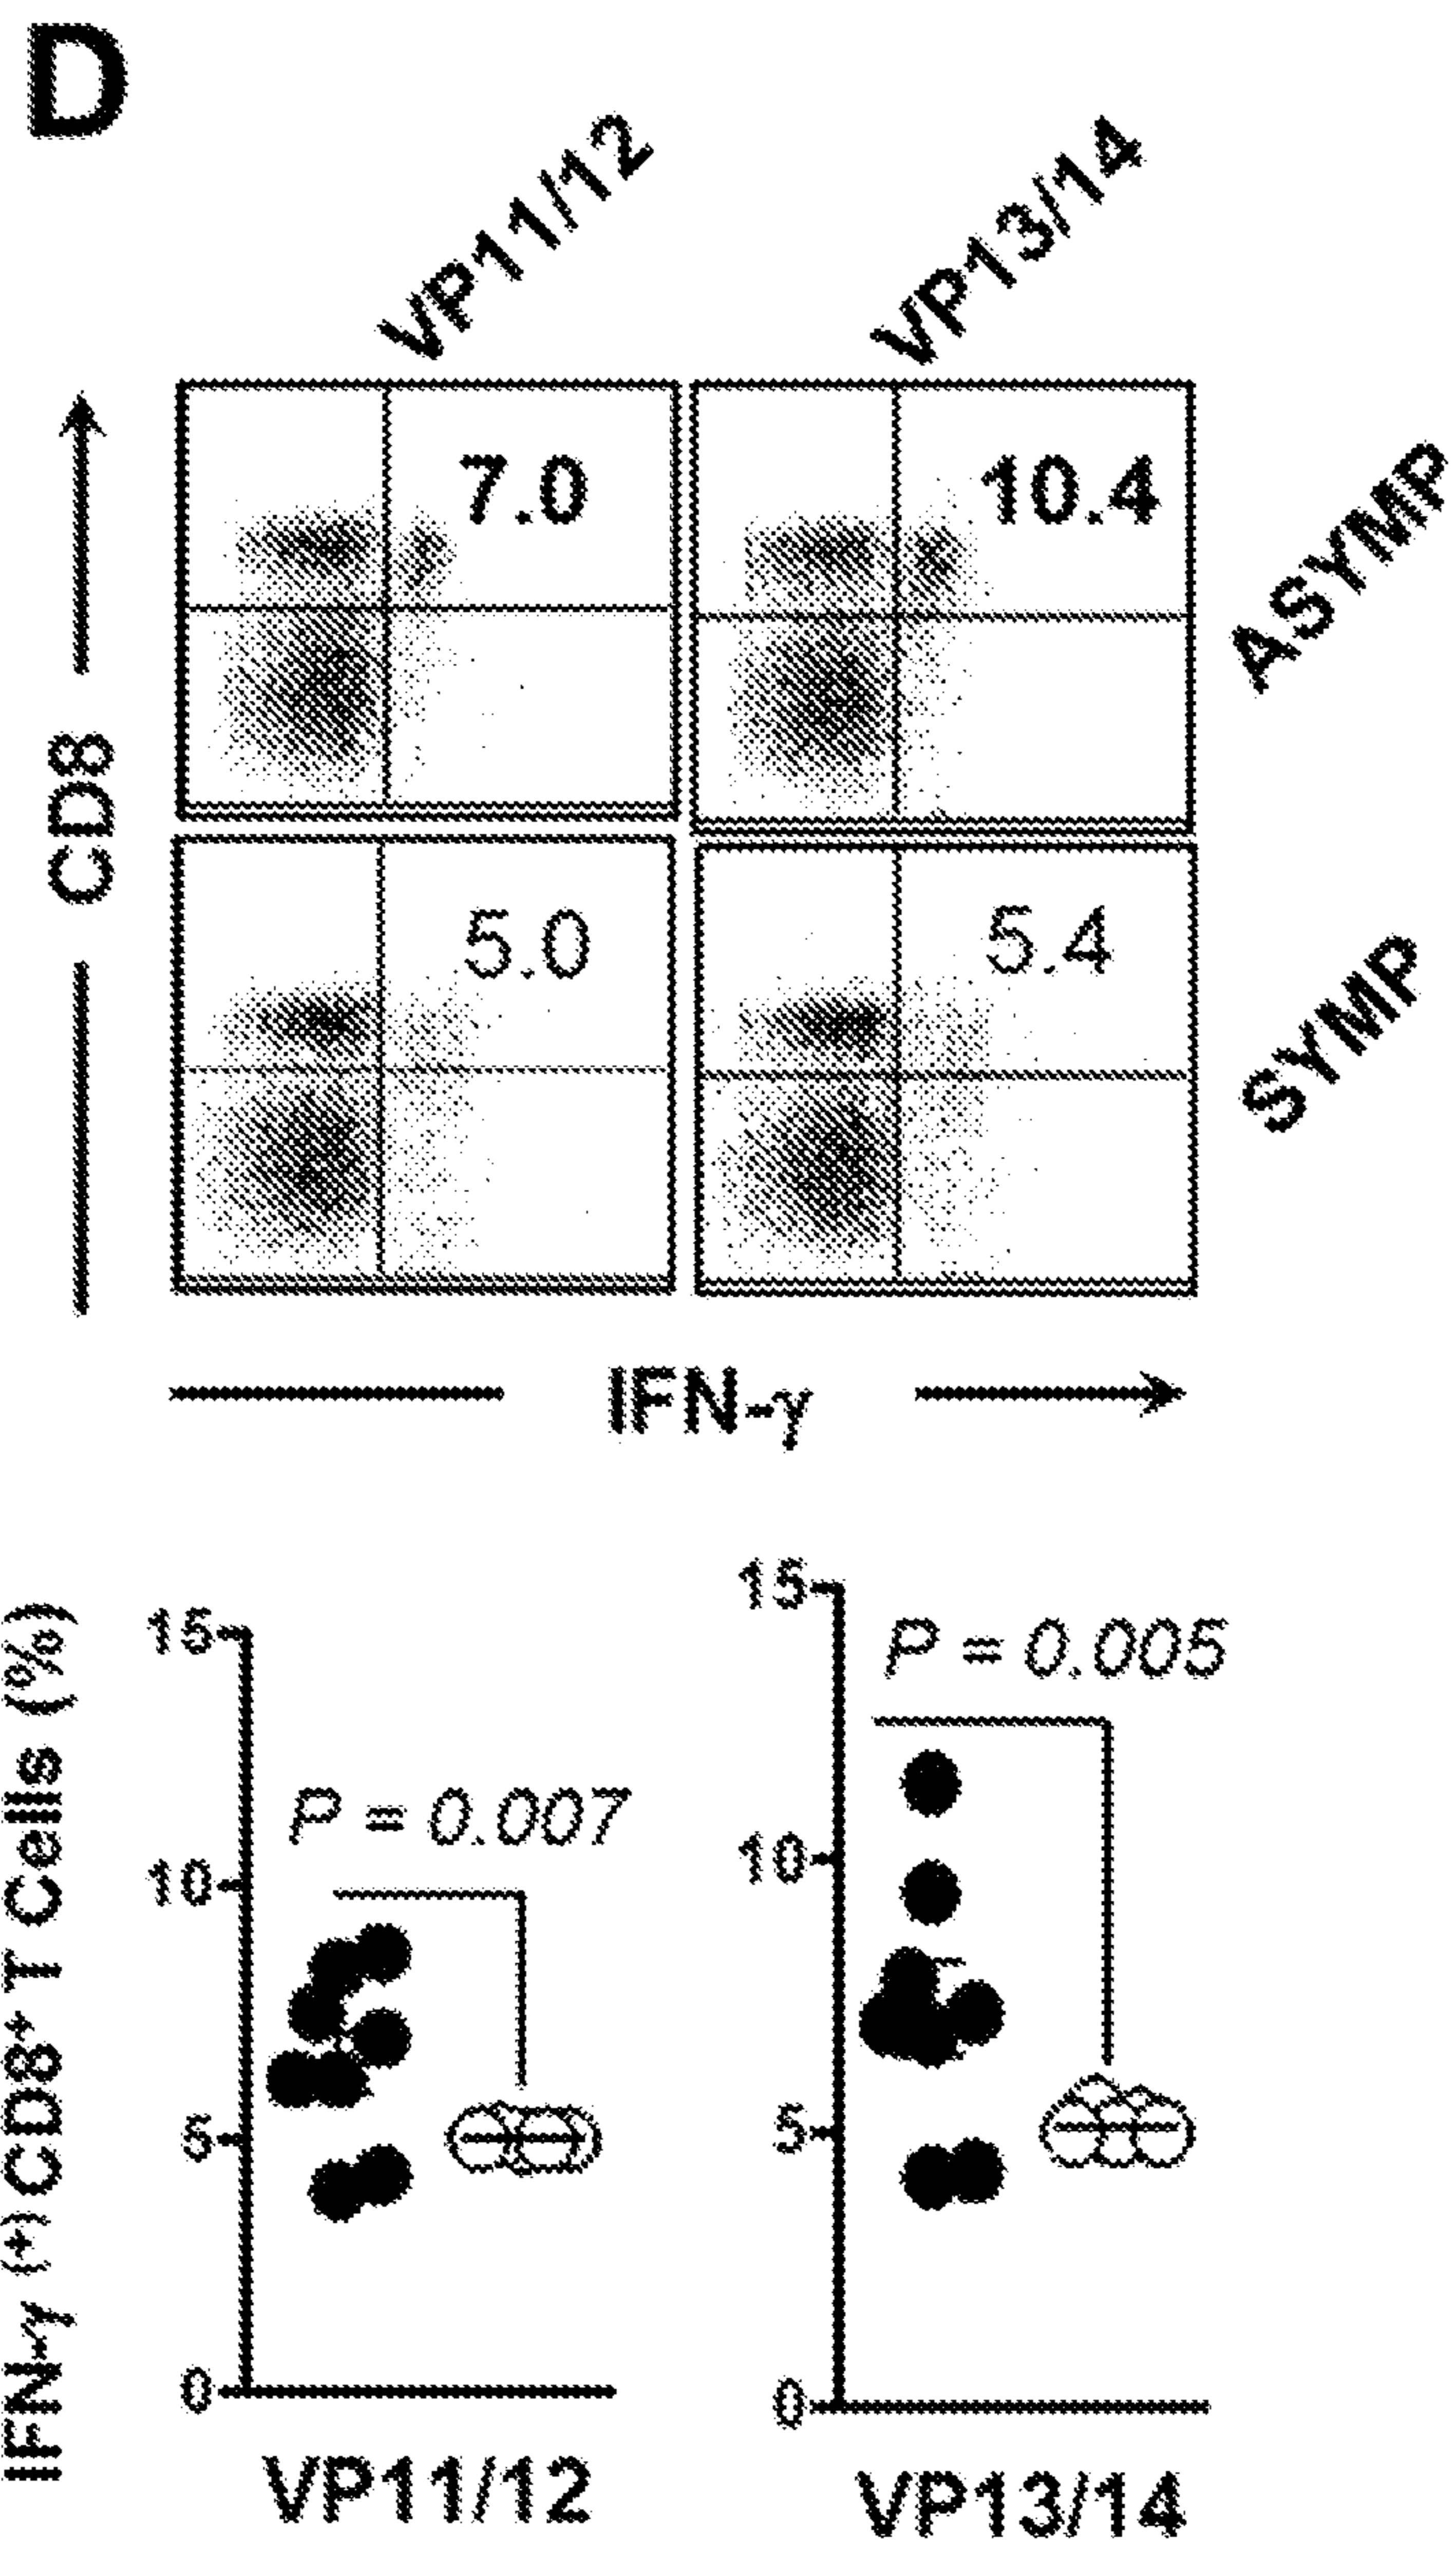 D
VP11/12
VP13/14
7.0
10.4
ASYMP
CD8
5.0
5.4
SYMP
IFN-γ
IFN-γ (+) CD8+ T Cells (%)
15
P = 0.007
10
5
0
VP11/12
15
P = 0.005
10
5
0
VP13/14